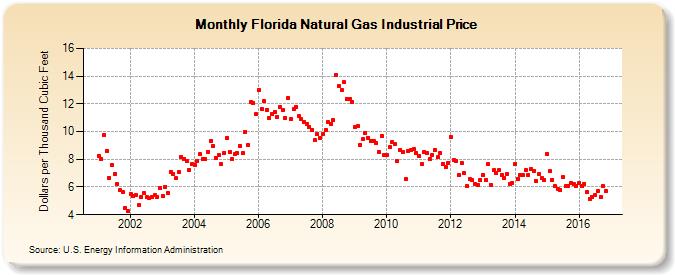 Monthly Florida Natural Gas Industrial Price
Dollars per Thousand Cubic Feet
16
14
12
10
8
6
4
2002 2004 2006 2008 2010 2012 2014 2016
Source: U.S. Energy Information Administration